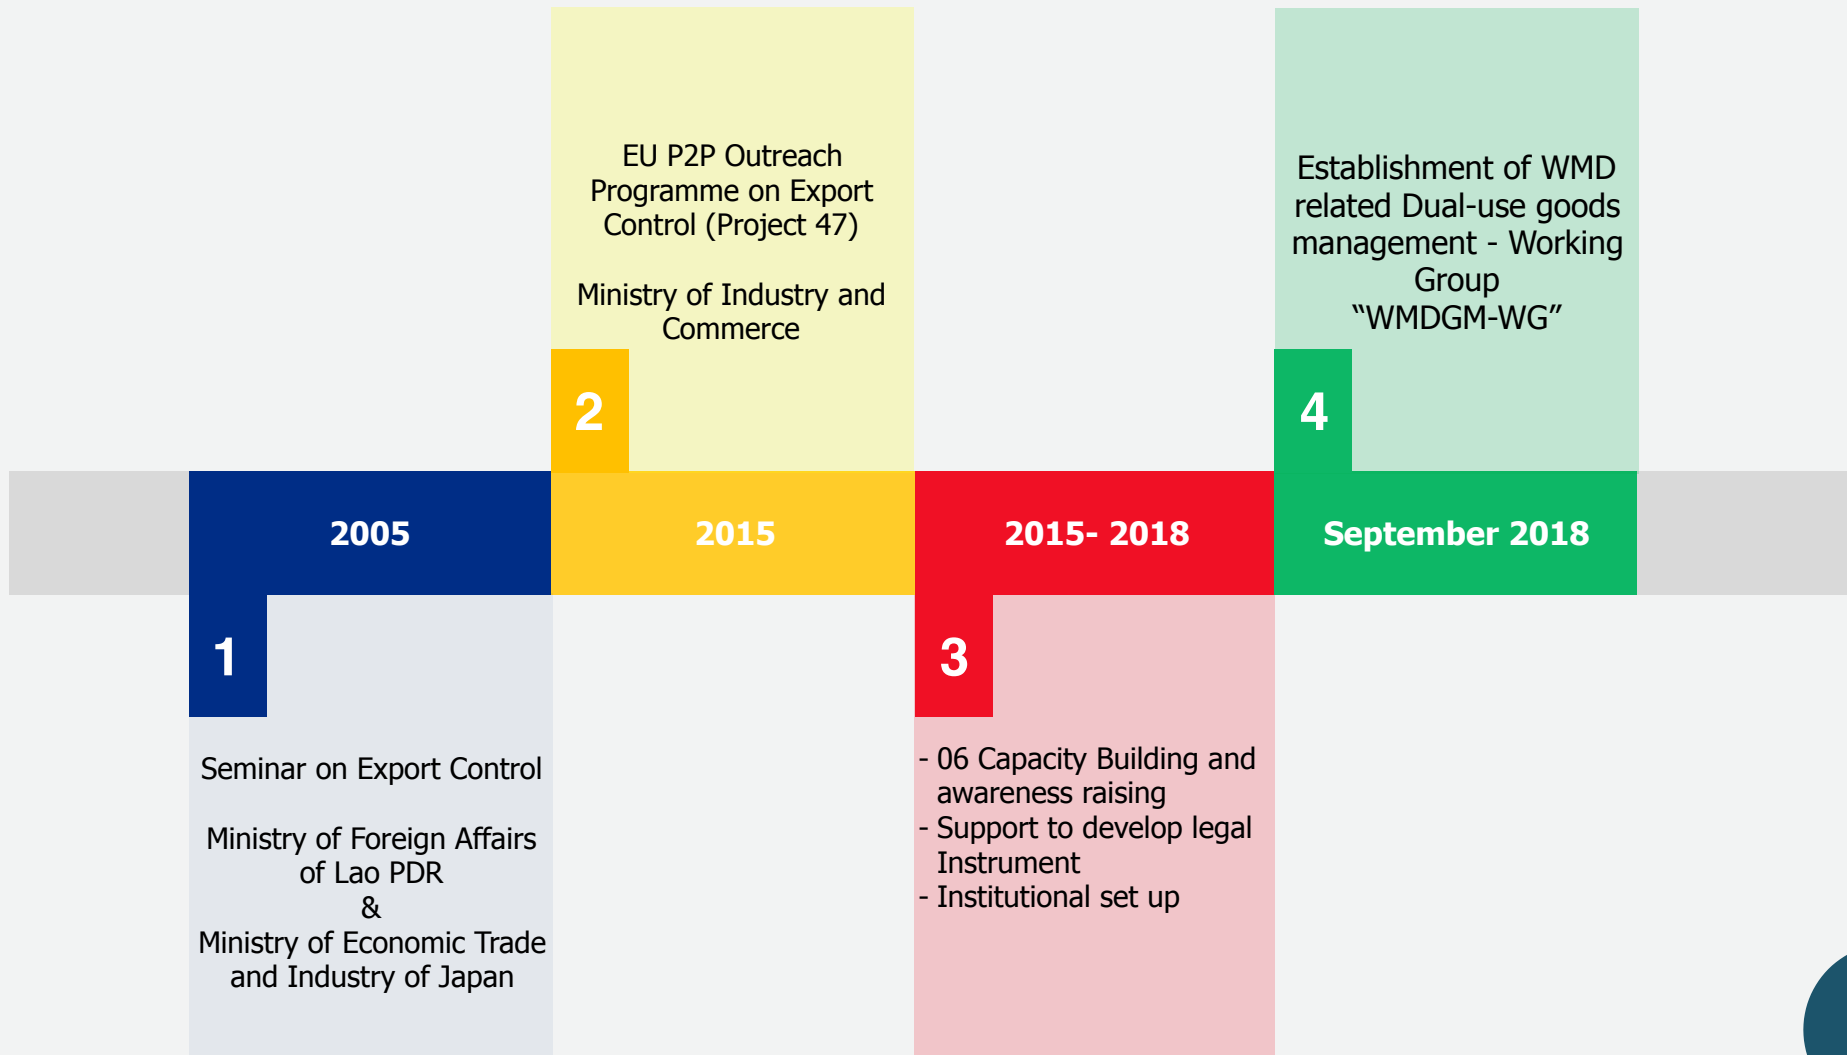 2005
1
Seminar on Export Control
Ministry of Foreign Affairs
of Lao PDR
&
Ministry of Economic Trade
and Industry of Japan
EU P2P Outreach
Programme on Export
Control (Project 47)
Ministry of Industry and
Commerce
2
2015
2015- 2018
3
- 06 Capacity Building and
awareness raising
- Support to develop legal
Instrument
- Institutional set up
Establishment of WMD
related Dual-use goods
management - Working
Group
“WMDGM-WG”
4
September 2018